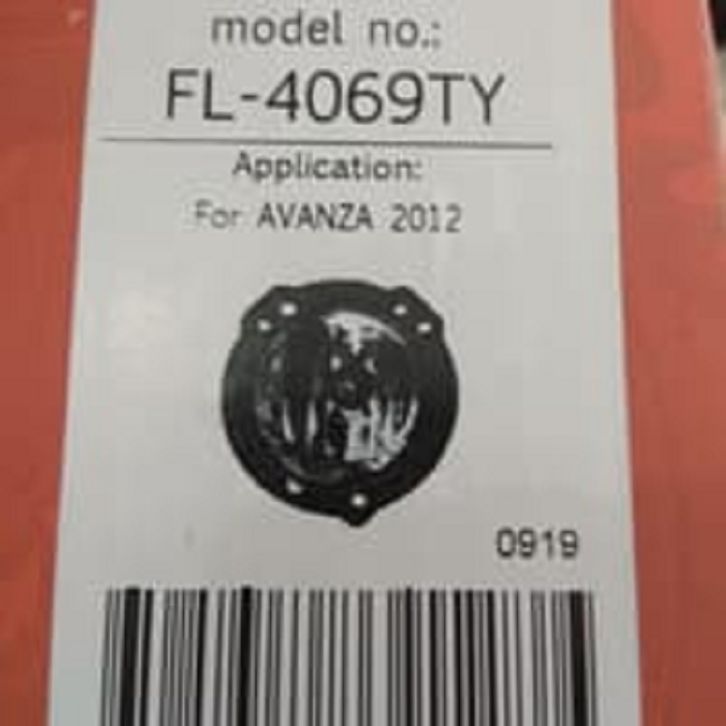 model no.:
FL-4069TY
Application:
For AVANZA 2012
0919